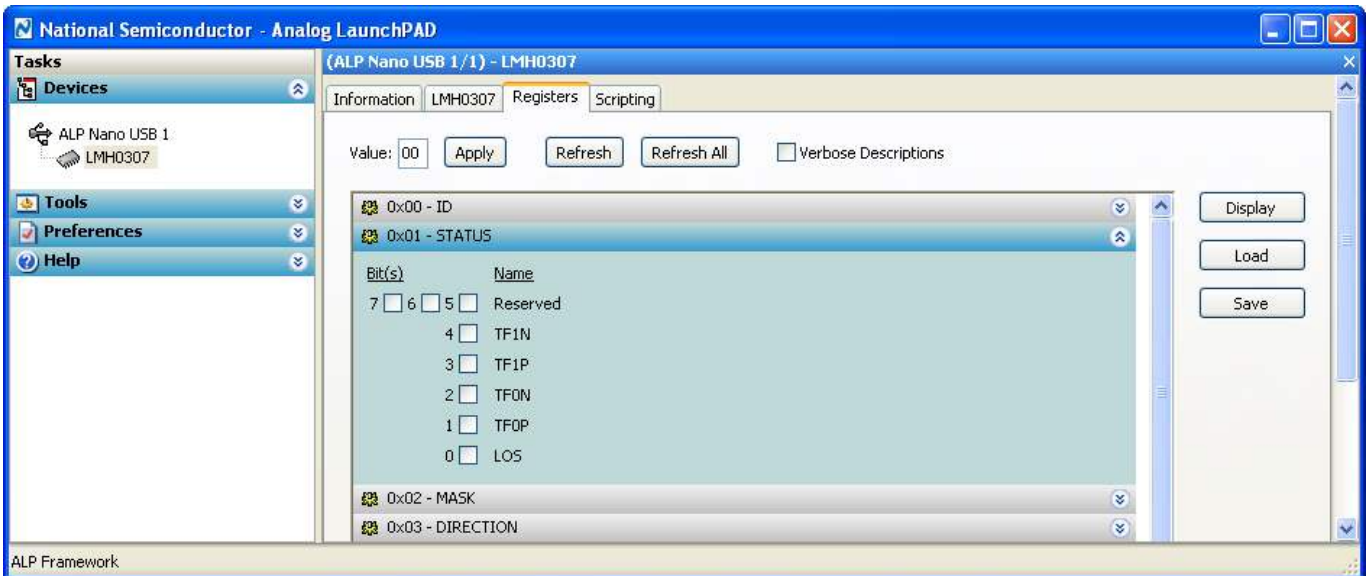 National Semiconductor - Analog LaunchPAD
Tasks
(ALP Nano USB 1/1) - LMH0307
Devices
Information LMH0307 Registers Scripting
ALP Nano USB 1
LMH0307
Value: 00 Apply Refresh Refresh All Verbose Descriptions
Tools
Preferences
Help
0x00 - ID
Display
0x01 - STATUS
Load
Bit(s) Name
7 6 5 Reserved
Save
4 TF1N
3 TF1P
2 TF0N
1 TF0P
0 LOS
0x02 - MASK
0x03 - DIRECTION
ALP Framework